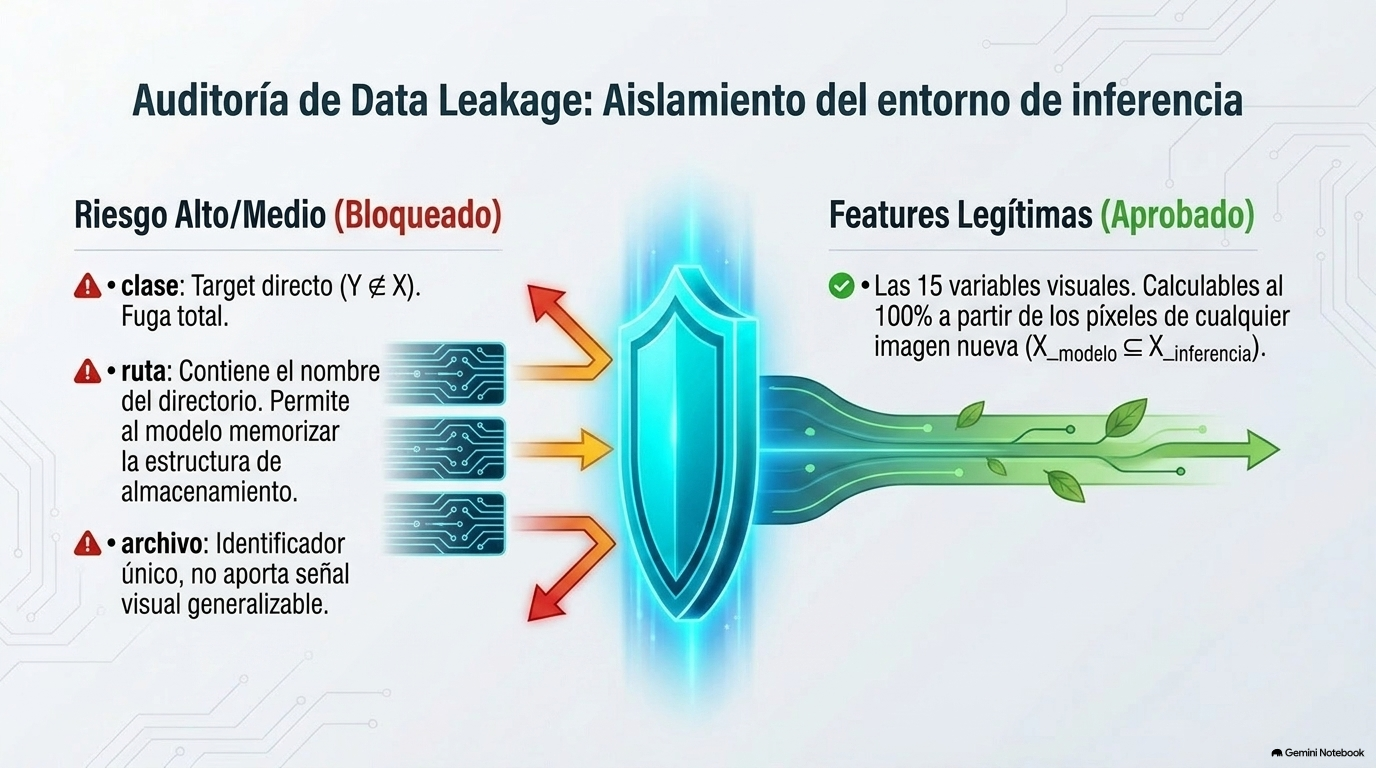 Auditoría de Data Leakage: Aislamiento del entorno de inferencia
Riesgo Alto/Medio (Bloqueado)
• clase: Target directo (Y ∉ X).
Fuga total.
• ruta: Contiene el nombre
del directorio. Permite
al modelo memorizar
la estructura de
almacenamiento.
• archivo: Identificador
único, no aporta señal
visual generalizable.
Features Legítimas (Aprobado)
• Las 15 variables visuales. Calculables al
100% a partir de los píxeles de cualquier
imagen nueva (X_modelo ⊆ X_inferencia).
Gemini Notebook